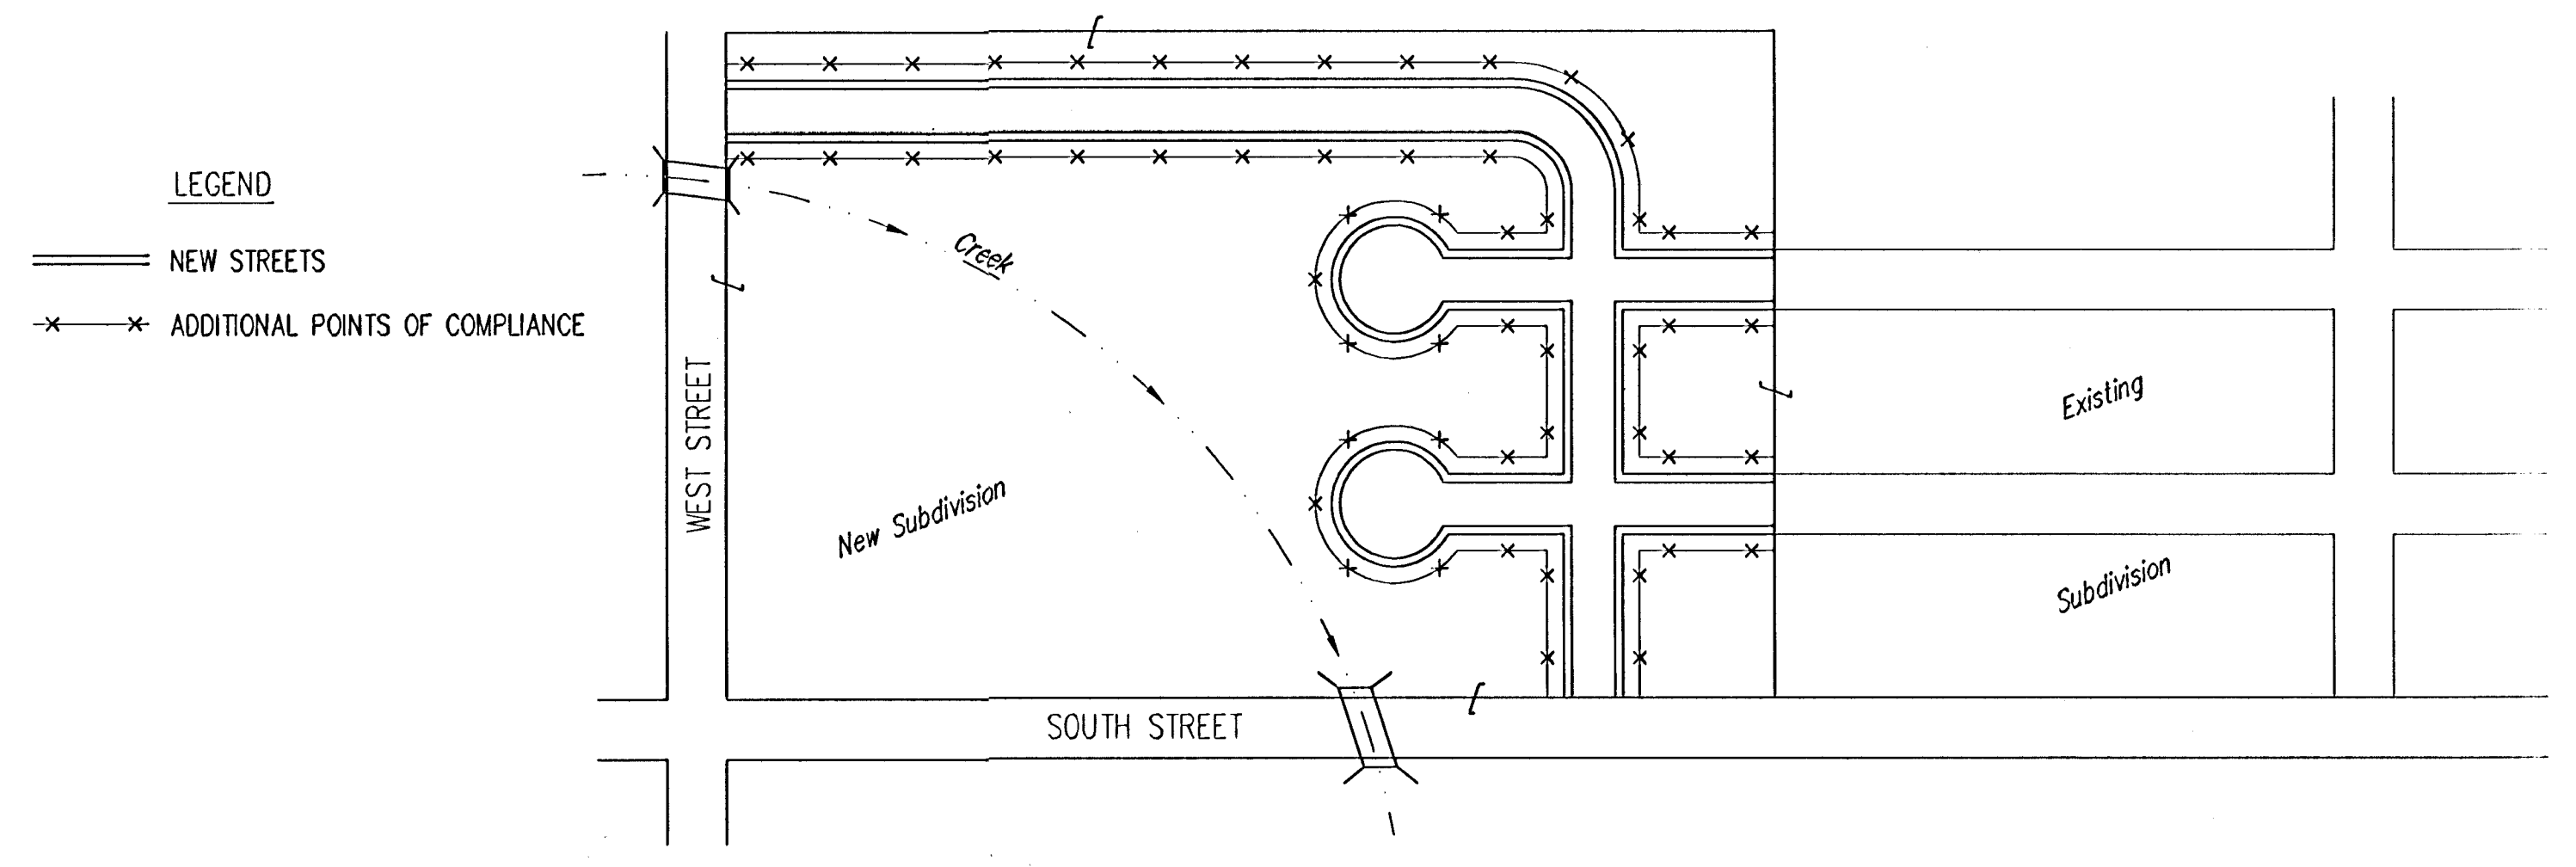 LEGEND
NEW STREETS
ADDITIONAL POINTS OF COMPLIANCE
WEST STREET
Creek
New Subdivision
SOUTH STREET
Existing
Subdivision